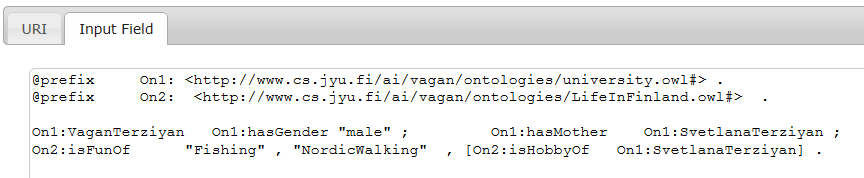 URI Input Field
@prefix On1: <http://www.cs.jyu.fi/ai/vagan/ontologies/university.owl#> .
@prefix On2: <http://www.cs.jyu.fi/ai/vagan/ontologies/LifeInFinland.owl#> .
On1:VaganTerziyan On1:hasGender "male" ; On1:hasMother On1:SvetlanaTerziyan ;
On2:isFunOf "Fishing" , "NordicWalking" , [On2:isHobbyOf On1:SvetlanaTerziyan] .